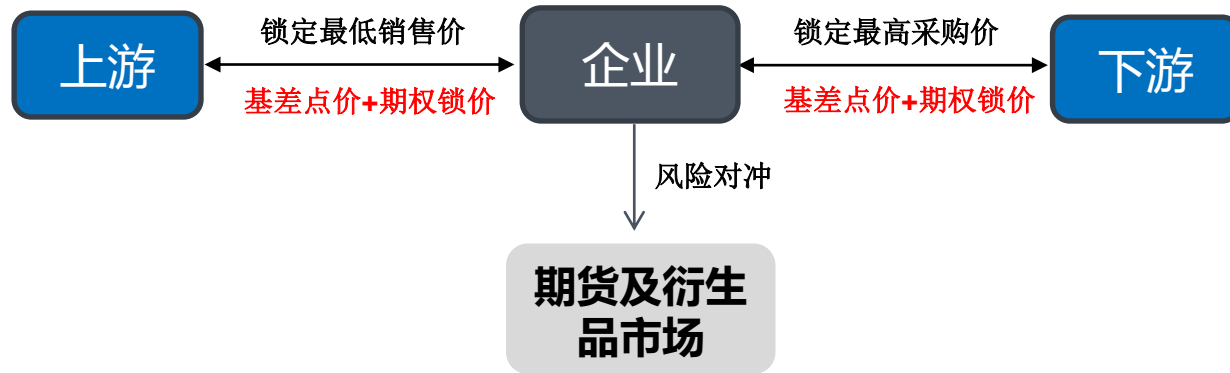 锁定最低销售价
锁定最高采购价
上游
企业
下游
基差点价+期权锁价
基差点价+期权锁价
风险对冲
期货及衍生
品市场